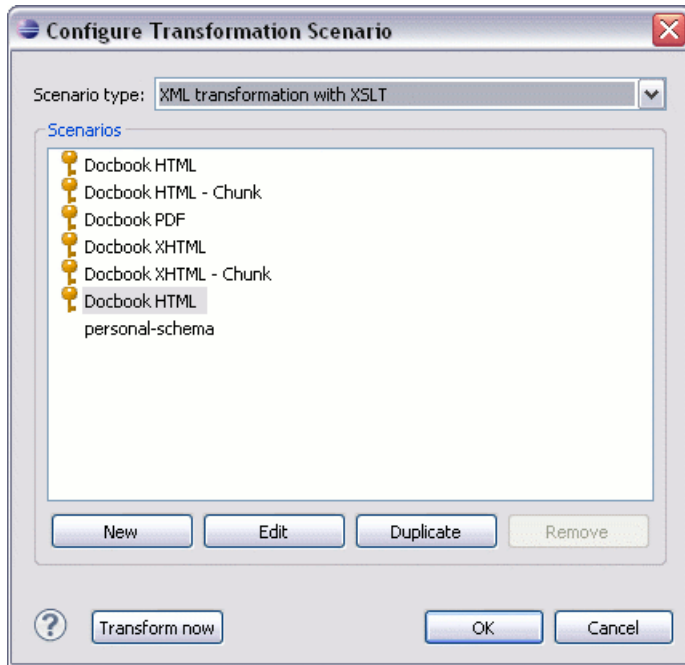 Configure Transformation Scenario
Scenario type: XML transformation with XSLT
Scenarios
Docbook HTML
Docbook HTML - Chunk
Docbook PDF
Docbook XHTML
Docbook XHTML - Chunk
Docbook HTML
personal-schema
New Edit Duplicate Remove
? Transform now OK Cancel